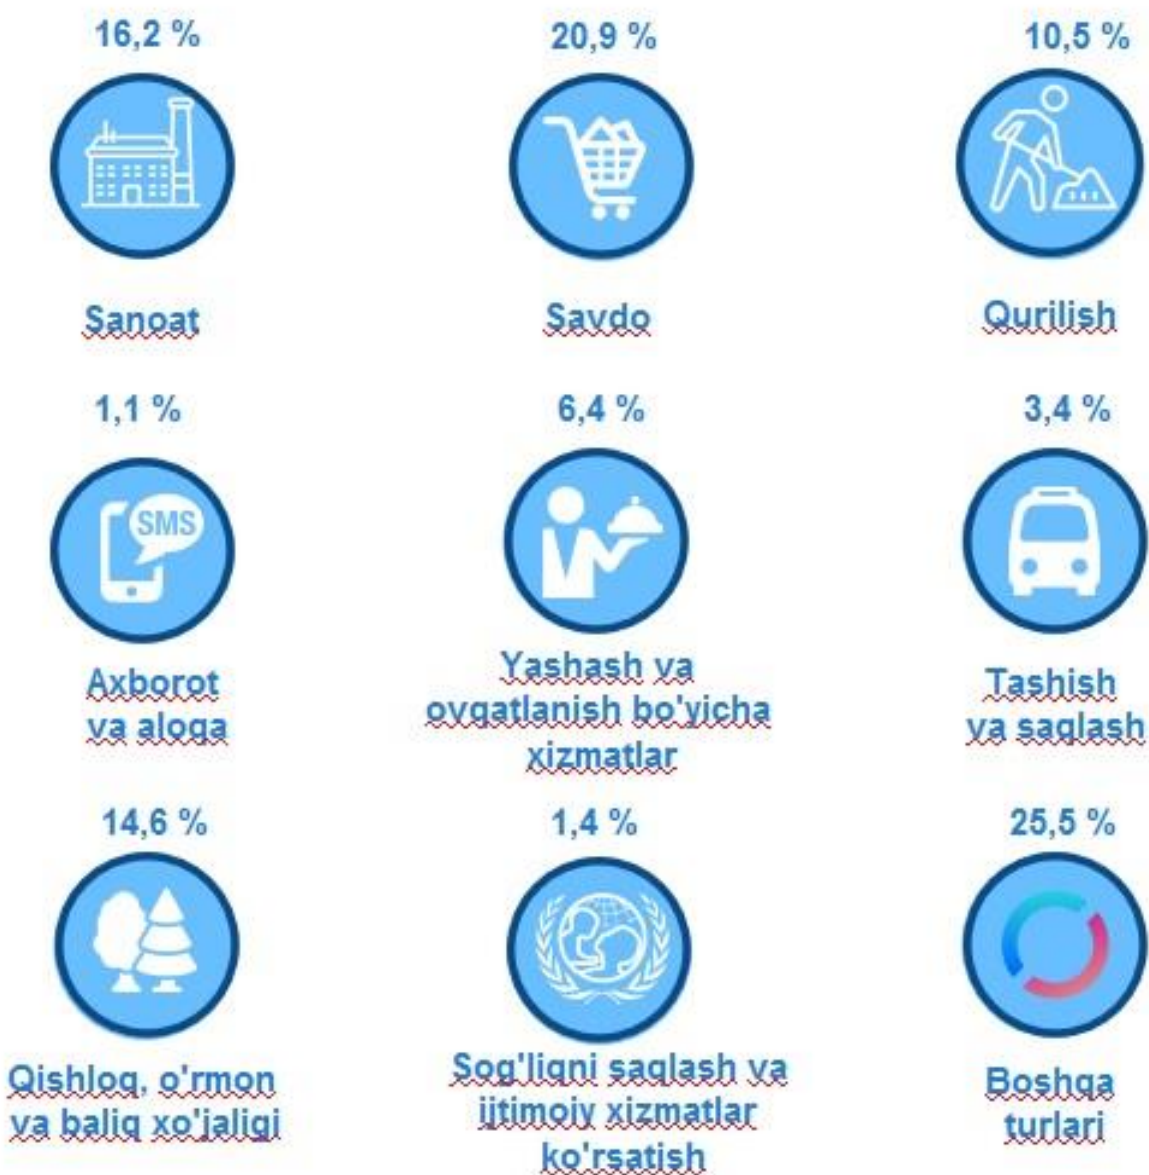 16,2 %
Sanoat
20,9 %
Savdo
10,5 %
Qurilish
1,1 %
SMS
Axborot
va aloqa
6,4 %
Yashash va
ovqatlanish bo'yicha
xizmatlar
3,4 %
Tashish
va saqlash
14,6 %
Qishloq, o'rmon
va baliq xo'jaligi
1,4 %
Sog'liqni saqlash va
ijtimoiy xizmatlar
ko'rsatish
25,5 %
Boshqa
turlari